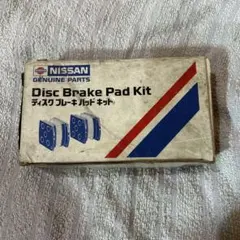 NISSAN
GENUINE PARTS
Disc Brake Pad Kit
ディスク ブレーキ パッド キット